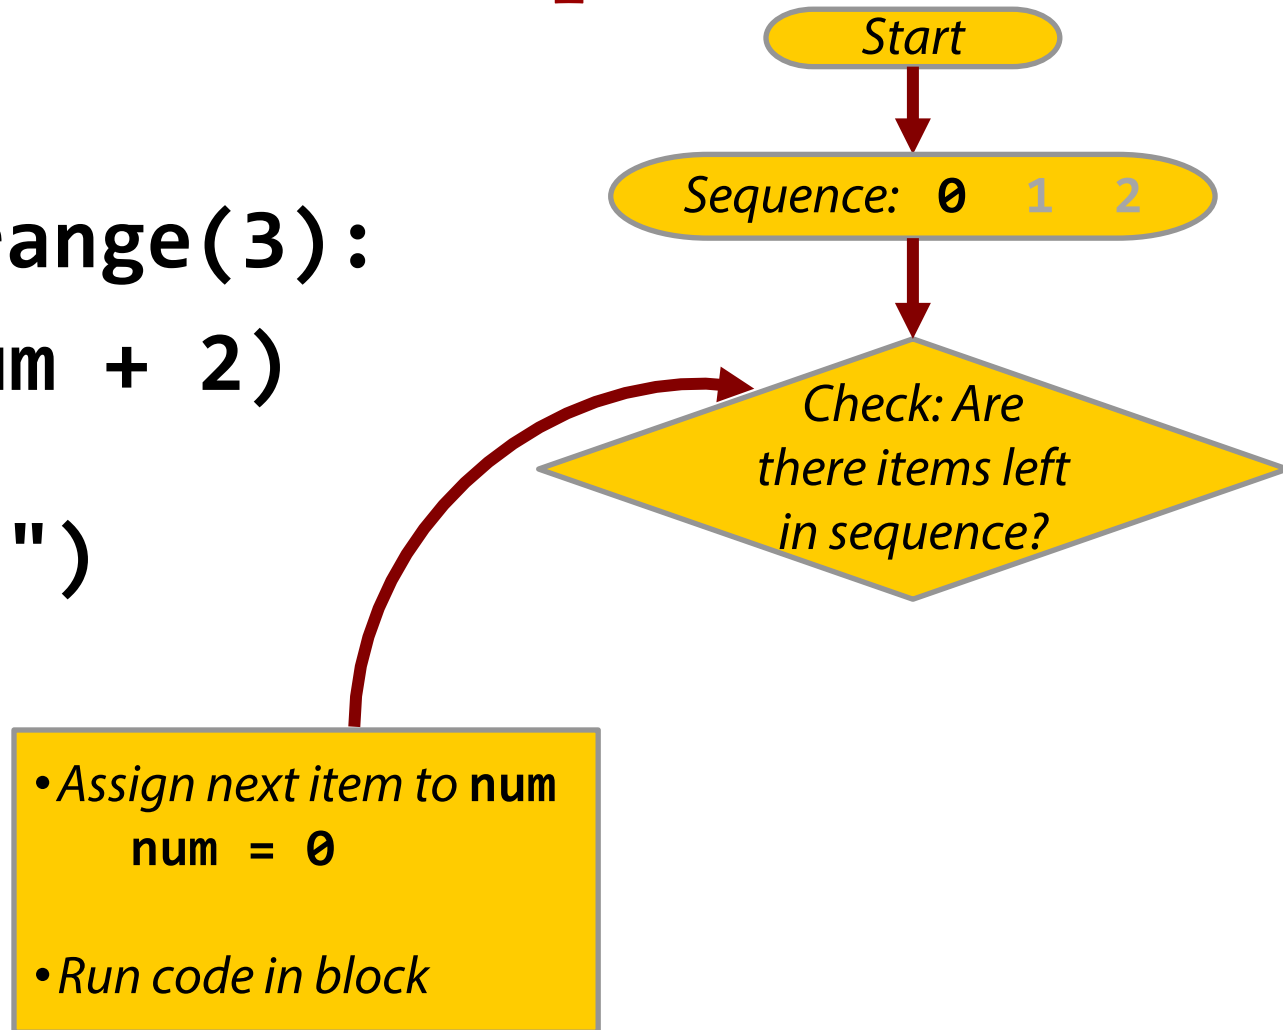 ange(3):
m + 2)
")
Start
Sequence: 0 1 2
Check: Are
there items left
in sequence?
•Assign next item to num
num = 0
•Run code in block